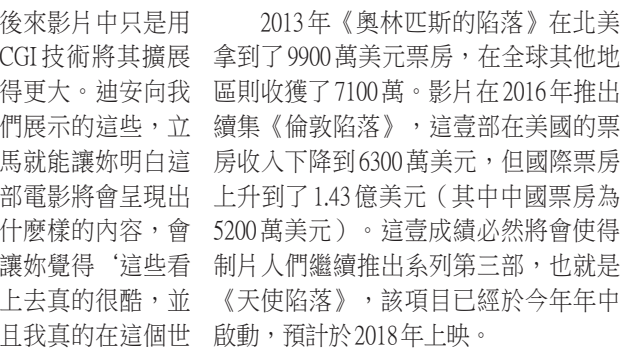 後來影片中只是用
CGI技術將其擴展
得更大。迪安向我
們展示的這些，立
馬就能讓妳明白這
部電影將會呈現出
什麽樣的內容，會
讓妳覺得‘這些看
上去真的很酷，並
且我真的在這個世
2013年《奧林匹斯的陷落》在北美
拿到了9900萬美元票房，在全球其他地
區則收獲了7100萬。影片在2016年推出
續集《倫敦陷落》，這壹部在美國的票
房收入下降到6300萬美元，但國際票房
上升到了1.43億美元（其中中國票房為
5200萬美元）。這壹成績必然將會使得
制片人們繼續推出系列第三部，也就是
《天使陷落》，該項目已經於今年年中
啟動，預計於2018年上映。